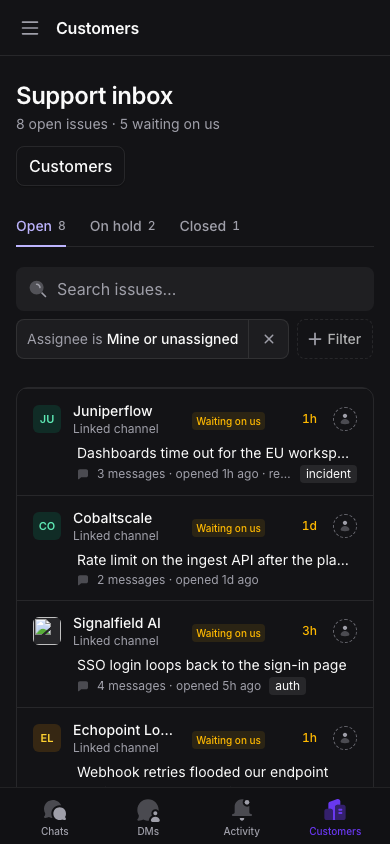 Customers
Support inbox
8 open issues · 5 waiting on us
Customers
Open 8 On hold 2 Closed 1
Search issues...
Assignee is Mine or unassigned Filter
JU Juniperflow Waiting on us 1h
Linked channel
Dashboards time out for the EU worksp...
3 messages · opened 1h ago · re... incident
CO Cobaltscale Waiting on us 1d
Linked channel
Rate limit on the ingest API after the pla...
2 messages · opened 1d ago
Signalfield AI Waiting on us 3h
Linked channel
SSO login loops back to the sign-in page
4 messages · opened 5h ago auth
EL Echopoint Lo... Waiting on us 1h
Linked channel
Webhook retries flooded our endpoint
Chats DMs Activity Customers